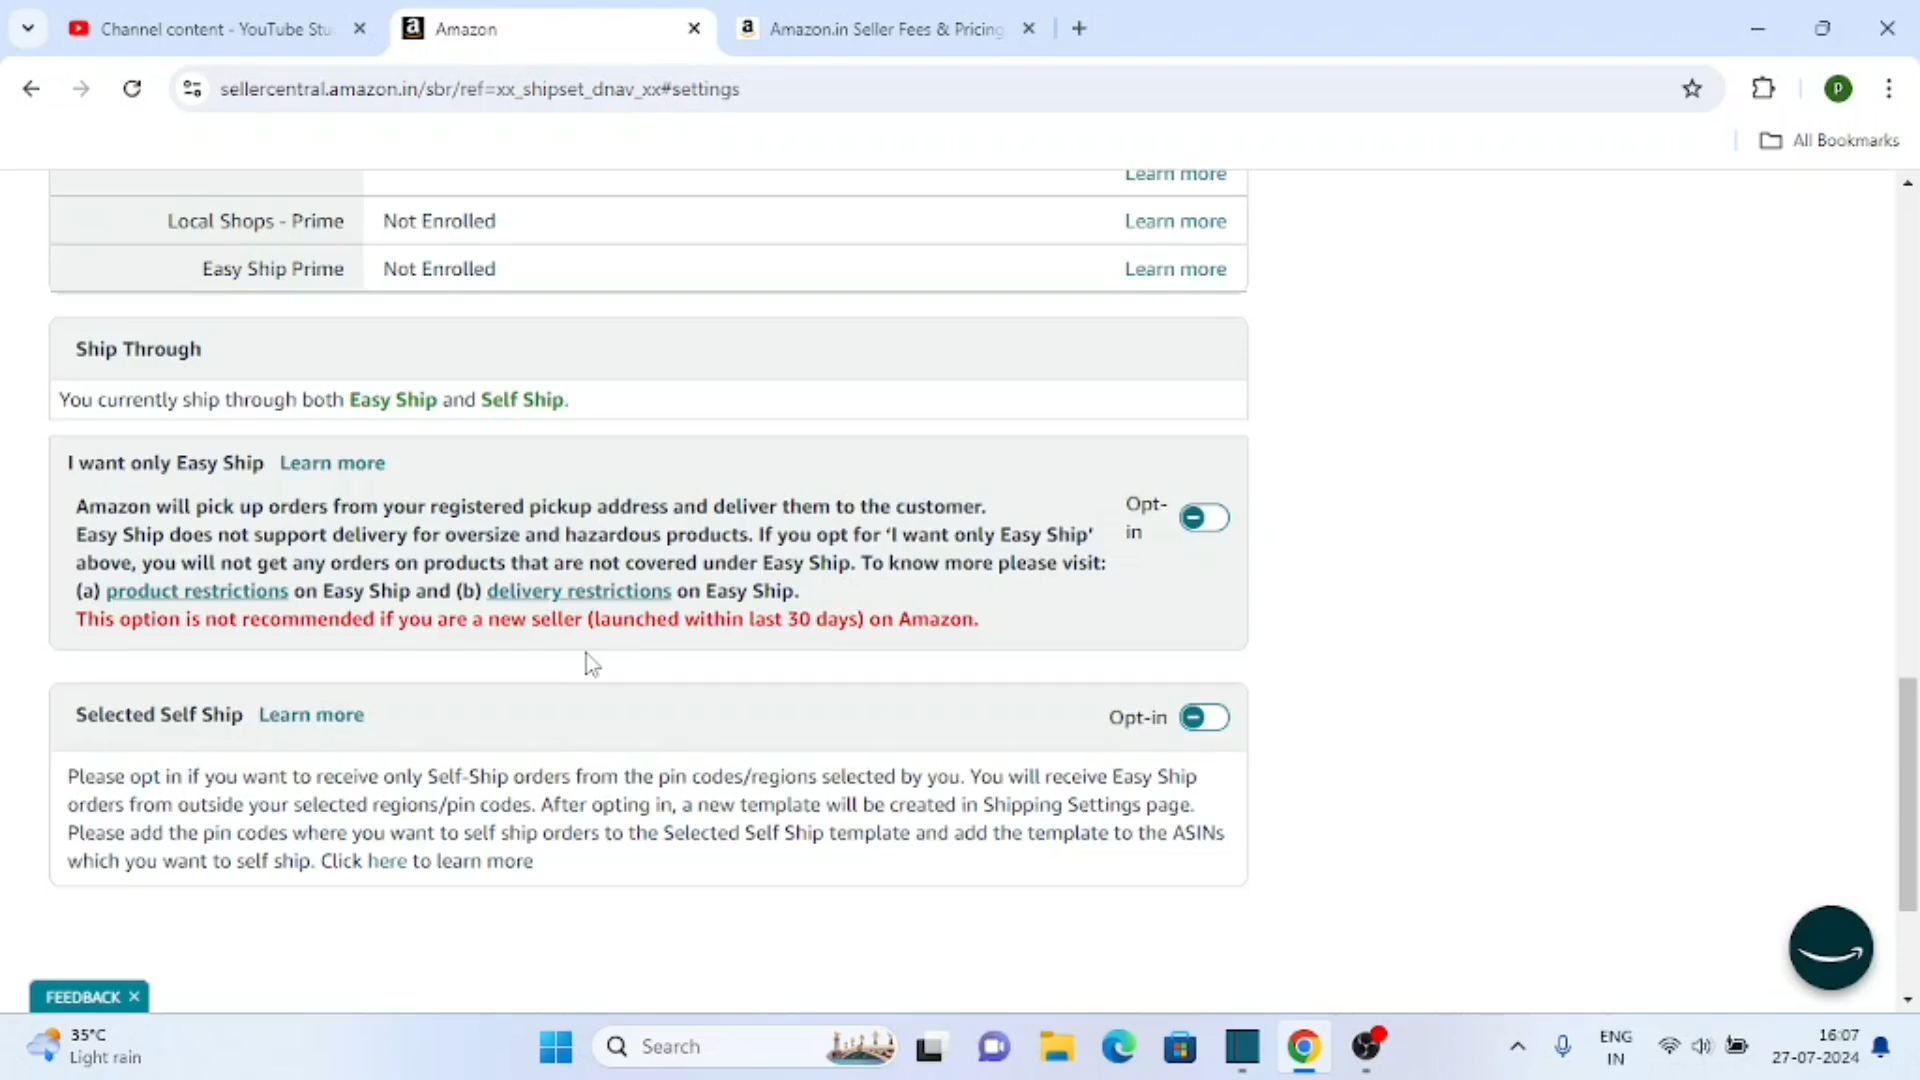 Channel content - YouTube Stu
Amazon
Amazon.in Seller Fees & Pricing
sellercentral.amazon.in/sbr/ref=xx_shipset_dnav_xx#settings
P
All Bookmarks
Learn more
Local Shops - Prime Not Enrolled Learn more
Easy Ship Prime Not Enrolled Learn more
Ship Through
You currently ship through both Easy Ship and Self Ship.
I want only Easy Ship Learn more
Amazon will pick up orders from your registered pickup address and deliver them to the customer.
Easy Ship does not support delivery for oversize and hazardous products. If you opt for ‘I want only Easy Ship’
above, you will not get any orders on products that are not covered under Easy Ship. To know more please visit:
(a) product restrictions on Easy Ship and (b) delivery restrictions on Easy Ship.
This option is not recommended if you are a new seller (launched within last 30 days) on Amazon.
Opt-
in
Selected Self Ship Learn more
Opt-in
Please opt in if you want to receive only Self-Ship orders from the pin codes/regions selected by you. You will receive Easy Ship
orders from outside your selected regions/pin codes. After opting in, a new template will be created in Shipping Settings page.
Please add the pin codes where you want to self ship orders to the Selected Self Ship template and add the template to the ASINs
which you want to self ship. Click here to learn more
FEEDBACK
35°C
Light rain
Search
ENG
IN
16:07
27-07-2024